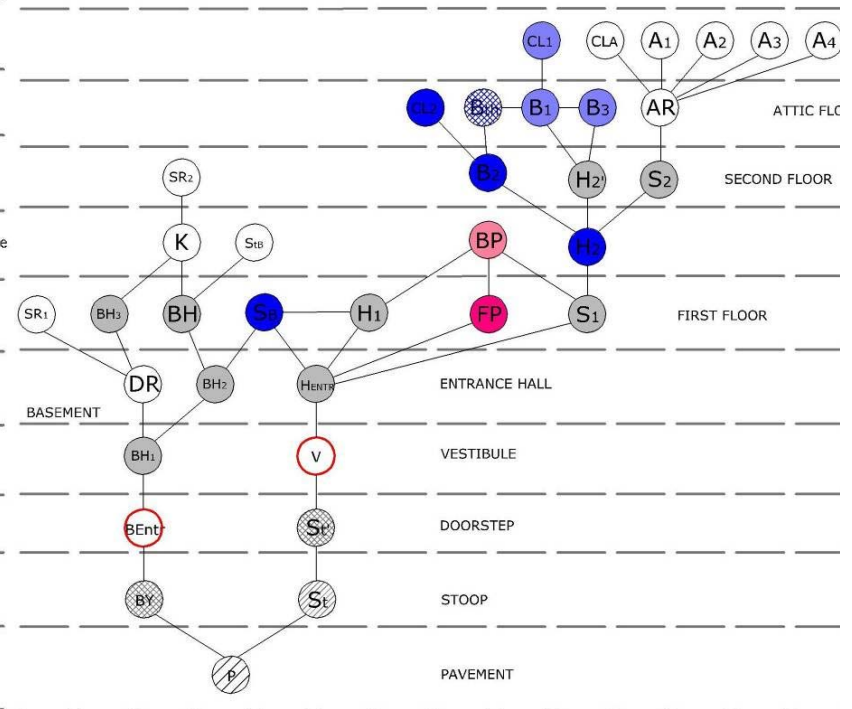 CL1 CLA A1 A2 A3 A4
CL2 Bth B1 B3 AR ATTIC FLO
SR2 B2 H2' S2 SECOND FLOOR
e K StB BP H2
SR1 BH3 BH SB H1 FP S1 FIRST FLOOR
DR BH2 HENTR ENTRANCE HALL
BASEMENT
BH1 V VESTIBULE
BEntr St' DOORSTEP
BY St STOOP
P PAVEMENT